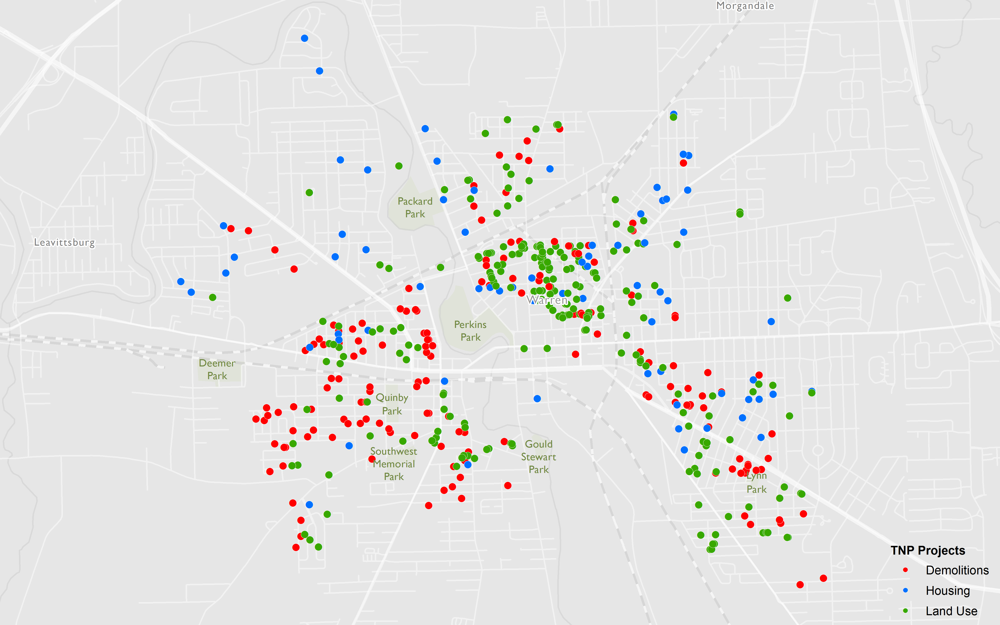 Morgandale
Packard
Park
Leavittsburg
Warren
Perkins
Park
Deemer
Park
Quinby
Park
Southwest
Memorial
Park
Gould
Stewart
Park
Lynn
Park
TNP Projects
Demolitions
Housing
Land Use